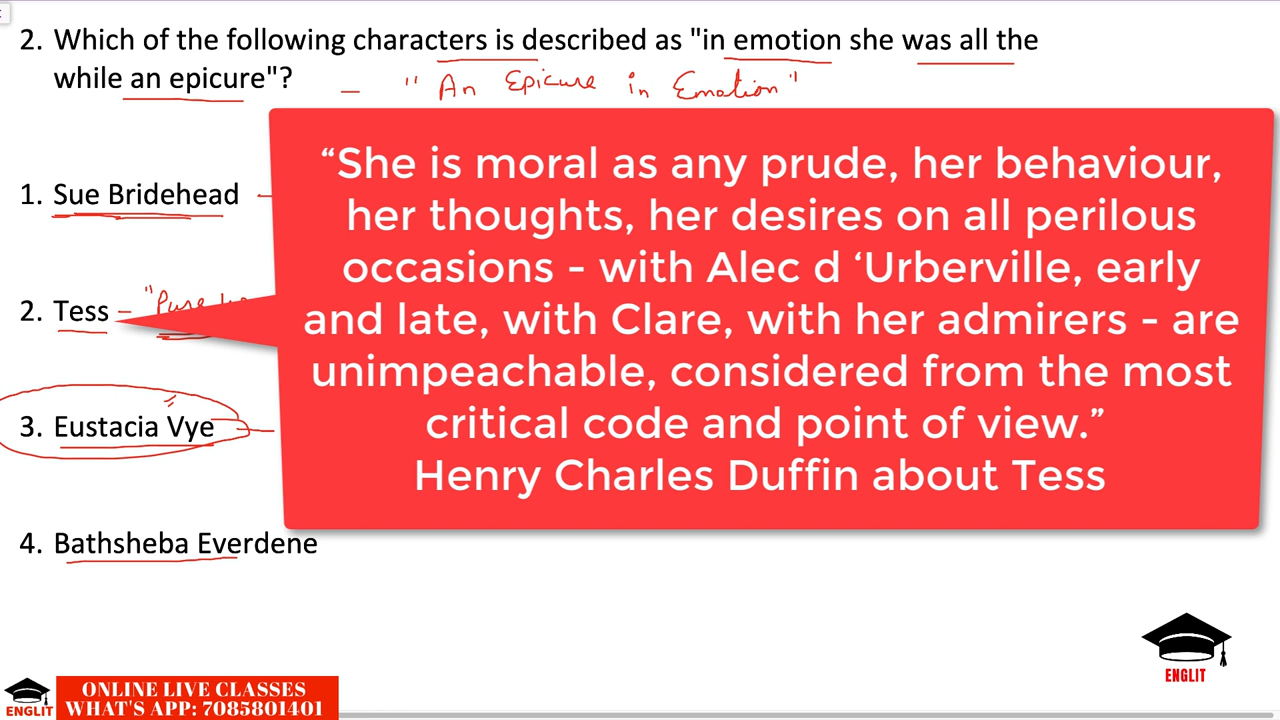 2. Which of the following characters is described as "in emotion she was all the
while an epicure"?
– "An Epicure in Emotion"
1. Sue Bridehead –
2. Tess – "Pure
3. Eustacia Vye –
4. Bathsheba Everdene
“She is moral as any prude, her behaviour,
her thoughts, her desires on all perilous
occasions - with Alec d ‘Urberville, early
and late, with Clare, with her admirers - are
unimpeachable, considered from the most
critical code and point of view.”
Henry Charles Duffin about Tess
ENGLIT
ENGLIT
ONLINE LIVE CLASSES
WHAT'S APP: 7085801401